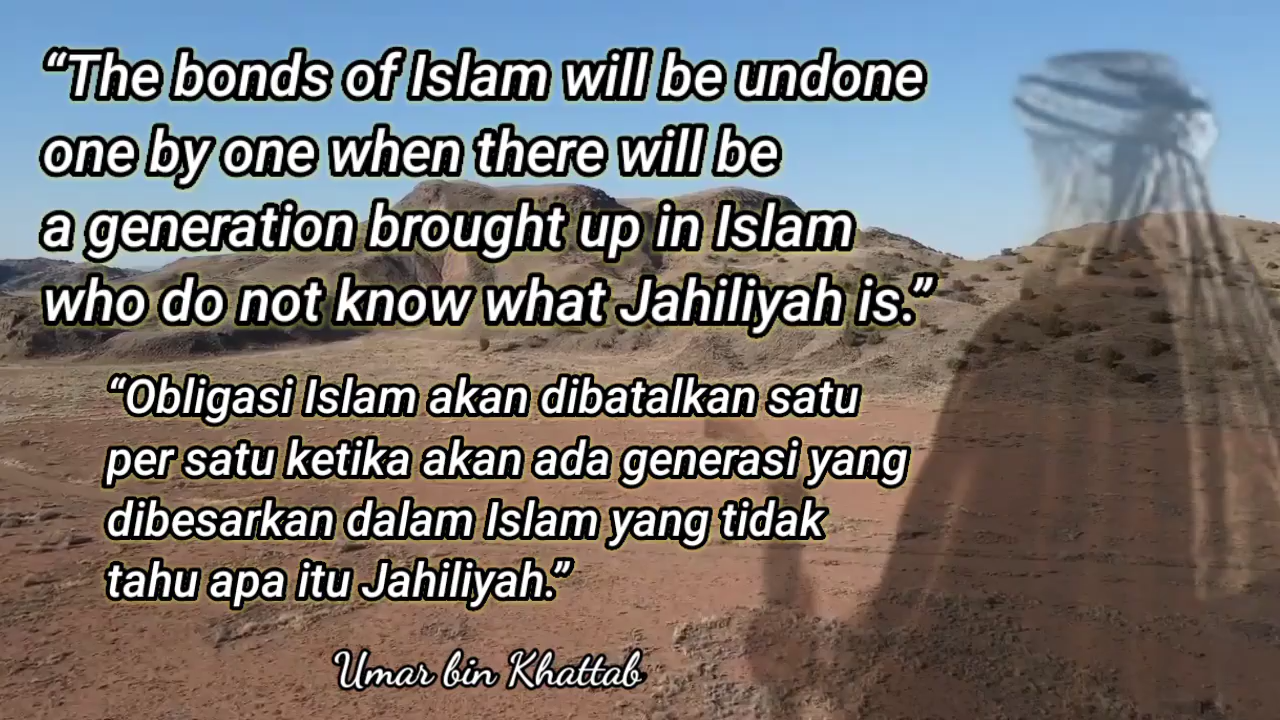 “The bonds of Islam will be undone
one by one when there will be
a generation brought up in Islam
who do not know what Jahiliyah is.”
“Obligasi Islam akan dibatalkan satu
per satu ketika akan ada generasi yang
dibesarkan dalam Islam yang tidak
tahu apa itu Jahiliyah.”
Umar bin Khattab